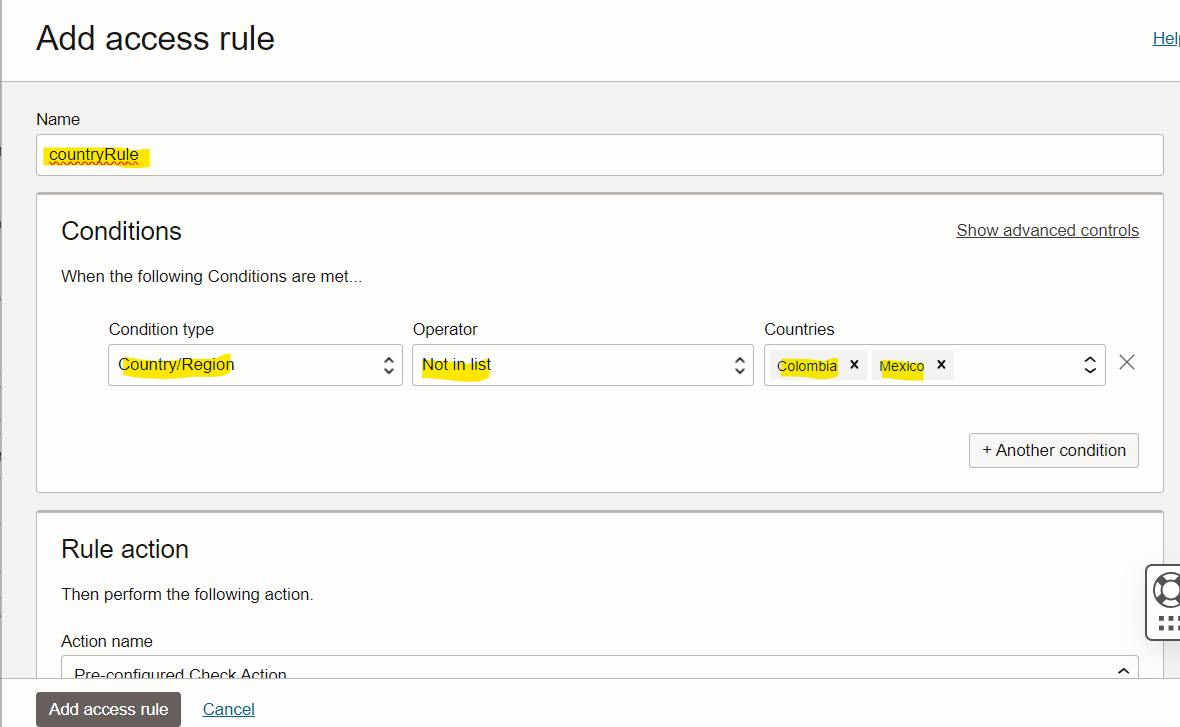 Add access rule
Help
Name
countryRule
Conditions
Show advanced controls
When the following Conditions are met...
Condition type
Operator
Countries
Country/Region
Not in list
Colombia ×
Mexico ×
+ Another condition
Rule action
Then perform the following action.
Action name
Pre-configured Check Action
Add access rule
Cancel